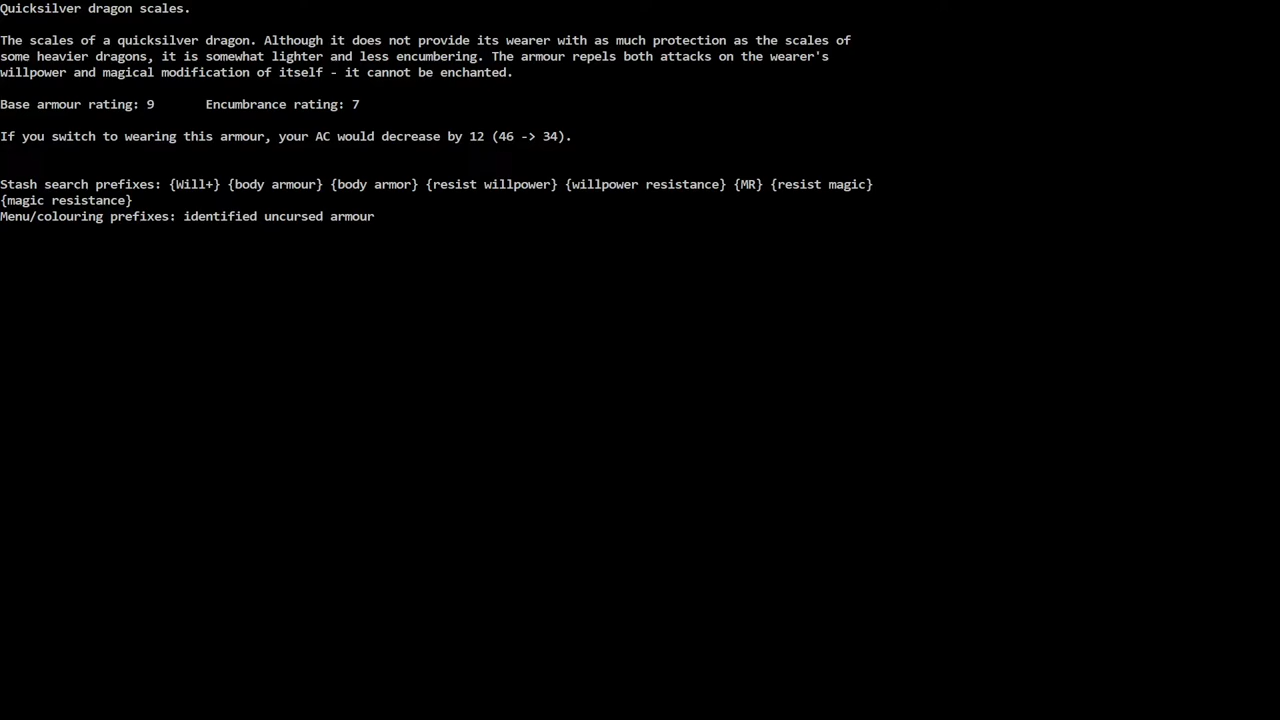 Quicksilver dragon scales.
The scales of a quicksilver dragon. Although it does not provide its wearer with as much protection as the scales of
some heavier dragons, it is somewhat lighter and less encumbering. The armour repels both attacks on the wearer's
willpower and magical modification of itself - it cannot be enchanted.
Base armour rating: 9      Encumbrance rating: 7
If you switch to wearing this armour, your AC would decrease by 12 (46 -> 34).
Stash search prefixes: {Will+} {body armour} {body armor} {resist willpower} {willpower resistance} {MR} {resist magic}
{magic resistance}
Menu/colouring prefixes: identified uncursed armour